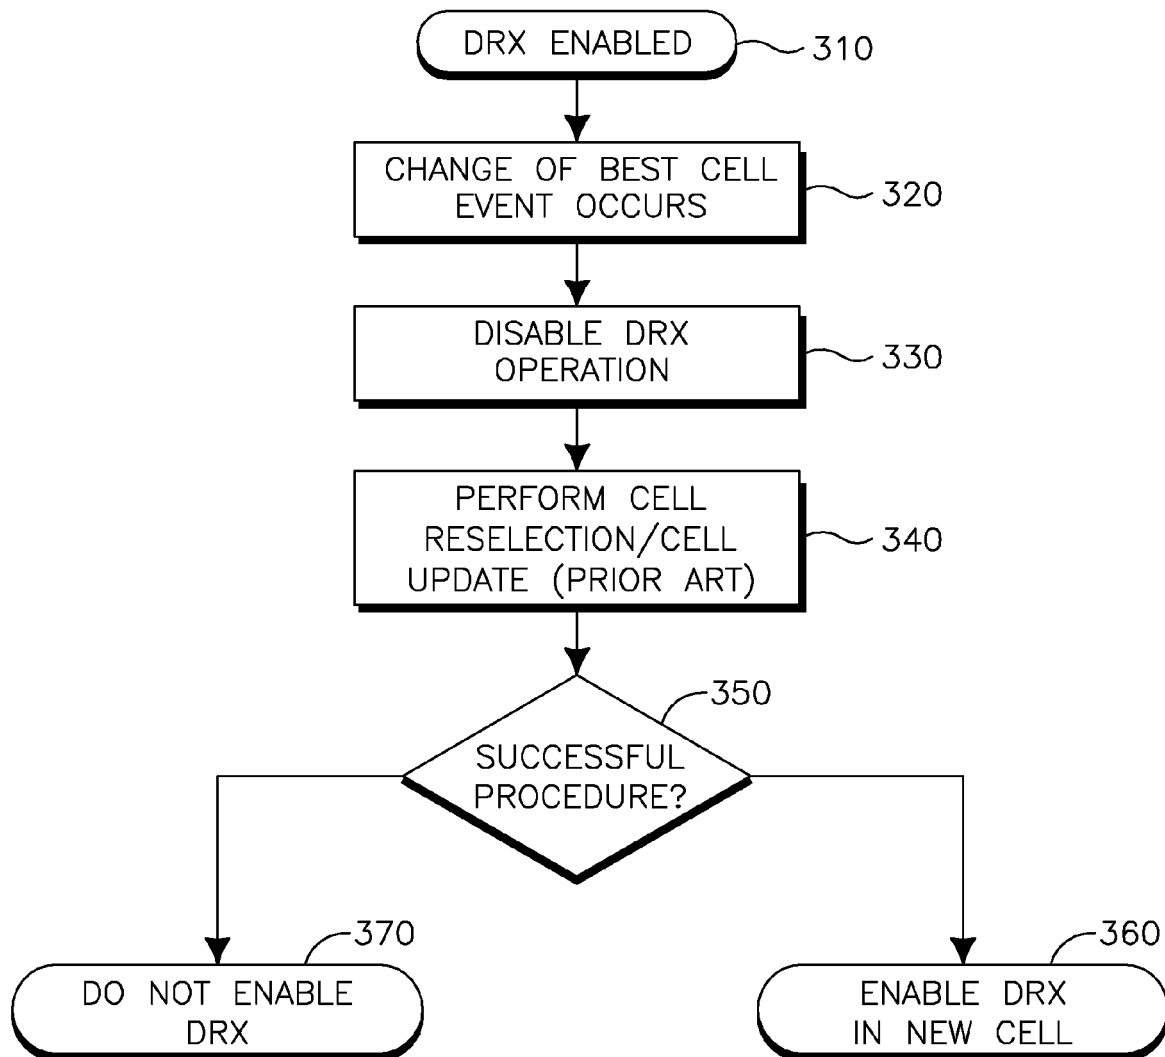 DRX ENABLED
310
CHANGE OF BEST CELL
EVENT OCCURS
320
DISABLE DRX
OPERATION
330
PERFORM CELL
RESELECTION/CELL
UPDATE (PRIOR ART)
340
350
SUCCESSFUL
PROCEDURE?
370
DO NOT ENABLE
DRX
360
ENABLE DRX
IN NEW CELL